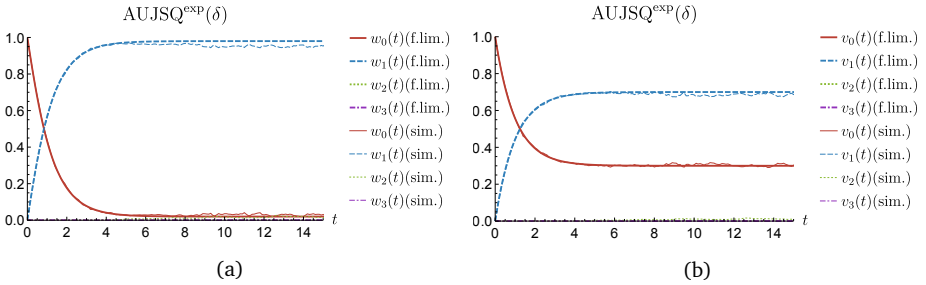 AUJSQ^exp(δ)
1.0
0.8
0.6
0.4
0.2
0.0
0 2 4 6 8 10 12 14 t
w₀(t)(f.lim.)
w₁(t)(f.lim.)
w₂(t)(f.lim.)
w₃(t)(f.lim.)
w₀(t)(sim.)
w₁(t)(sim.)
w₂(t)(sim.)
w₃(t)(sim.)
(a)
AUJSQ^exp(δ)
1.0
0.8
0.6
0.4
0.2
0.0
0 2 4 6 8 10 12 14 t
v₀(t)(f.lim.)
v₁(t)(f.lim.)
v₂(t)(f.lim.)
v₃(t)(f.lim.)
v₀(t)(sim.)
v₁(t)(sim.)
v₂(t)(sim.)
v₃(t)(sim.)
(b)